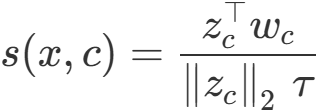 s(x, c) = \frac{z_c^\top w_c}{\|z_c\|_2 \ \tau}